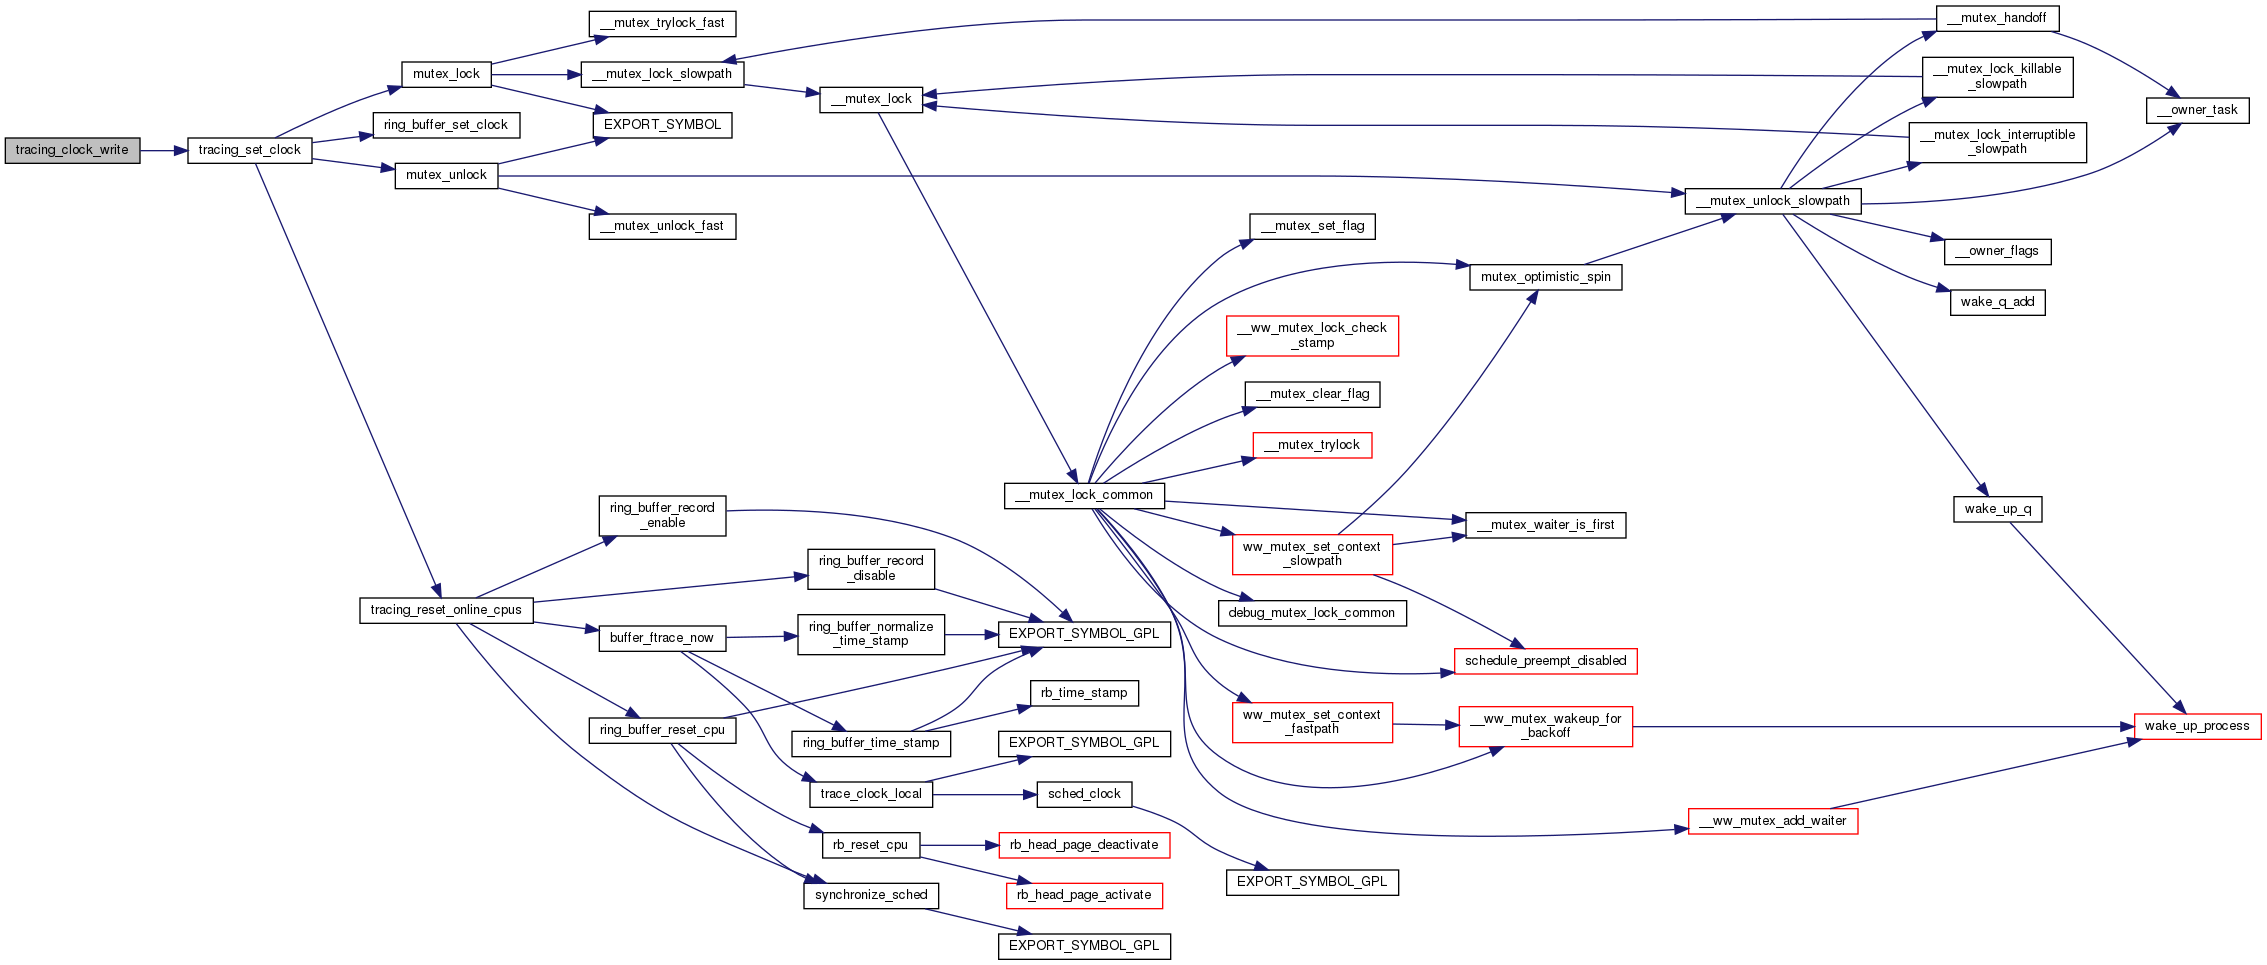 tracing_clock_write
tracing_set_clock
mutex_lock
ring_buffer_set_clock
mutex_unlock
tracing_reset_online_cpus
__mutex_trylock_fast
__mutex_lock_slowpath
EXPORT_SYMBOL
__mutex_unlock_fast
ring_buffer_record
_enable
buffer_ftrace_now
ring_buffer_reset_cpu
__mutex_lock
ring_buffer_record
_disable
ring_buffer_normalize
_time_stamp
ring_buffer_time_stamp
trace_clock_local
rb_reset_cpu
synchronize_sched
__mutex_lock_common
EXPORT_SYMBOL_GPL
rb_time_stamp
EXPORT_SYMBOL_GPL
sched_clock
rb_head_page_deactivate
rb_head_page_activate
EXPORT_SYMBOL_GPL
__mutex_set_flag
__ww_mutex_lock_check
_stamp
__mutex_clear_flag
__mutex_trylock
ww_mutex_set_context
_slowpath
debug_mutex_lock_common
ww_mutex_set_context
_fastpath
EXPORT_SYMBOL_GPL
mutex_optimistic_spin
__mutex_waiter_is_first
schedule_preempt_disabled
__ww_mutex_wakeup_for
_backoff
__mutex_unlock_slowpath
__ww_mutex_add_waiter
__mutex_handoff
__mutex_lock_killable
_slowpath
__mutex_lock_interruptible
_slowpath
__owner_flags
wake_q_add
wake_up_q
__owner_task
wake_up_process